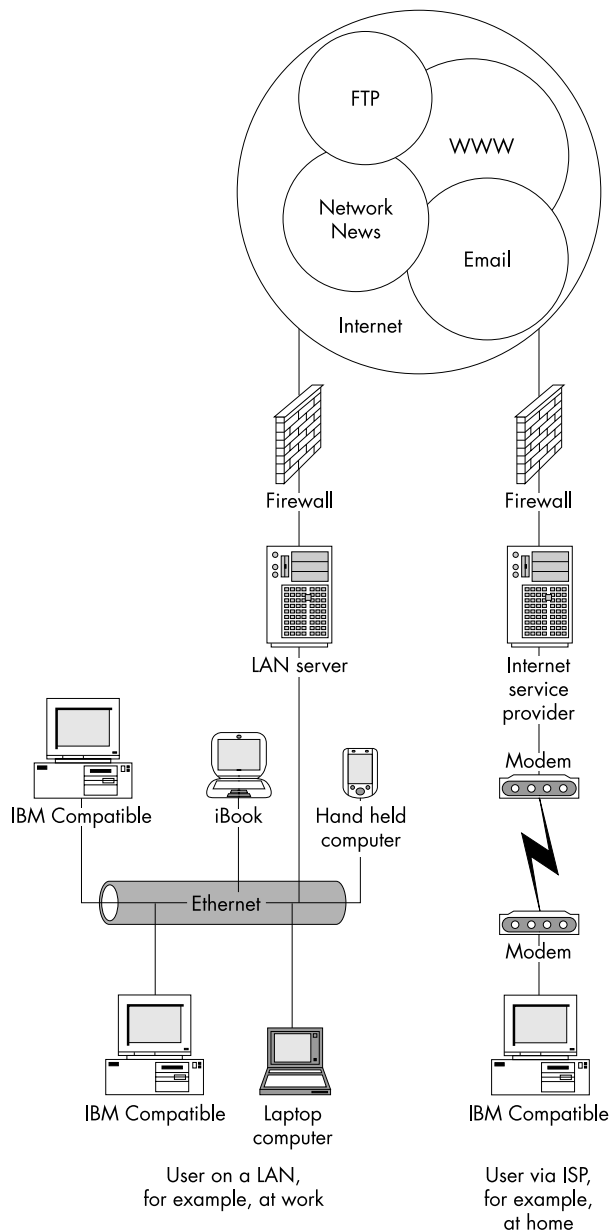 FTP
WWW
Network
News
Email
Internet
Firewall
Firewall
LAN server
Internet
service
provider
Modem
IBM Compatible
iBook
Hand held
computer
Ethernet
Modem
IBM Compatible
Laptop
computer
IBM Compatible
User on a LAN,
for example, at work
User via ISP,
for example,
at home